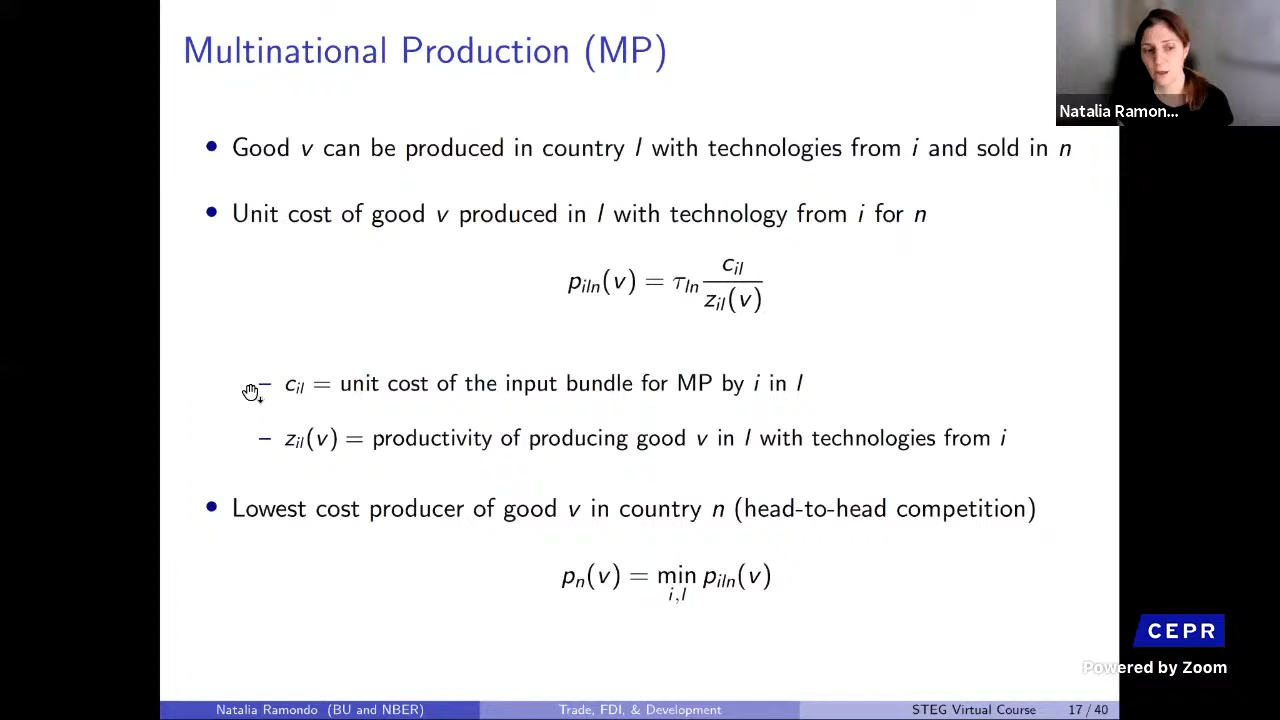 Multinational Production (MP)
Natalia Ramon...
• Good v can be produced in country l with technologies from i and sold in n
• Unit cost of good v produced in l with technology from i for n
p_{iln}(v) = τ_{ln} \frac{c_{il}}{z_{il}(v)}
– c_{il} = unit cost of the input bundle for MP by i in l
– z_{il}(v) = productivity of producing good v in l with technologies from i
• Lowest cost producer of good v in country n (head-to-head competition)
p_n(v) = \min_{i,l} p_{iln}(v)
CEPR
Powered by Zoom
Natalia Ramondo (BU and NBER) Trade, FDI, & Development STEG Virtual Course 17 / 40